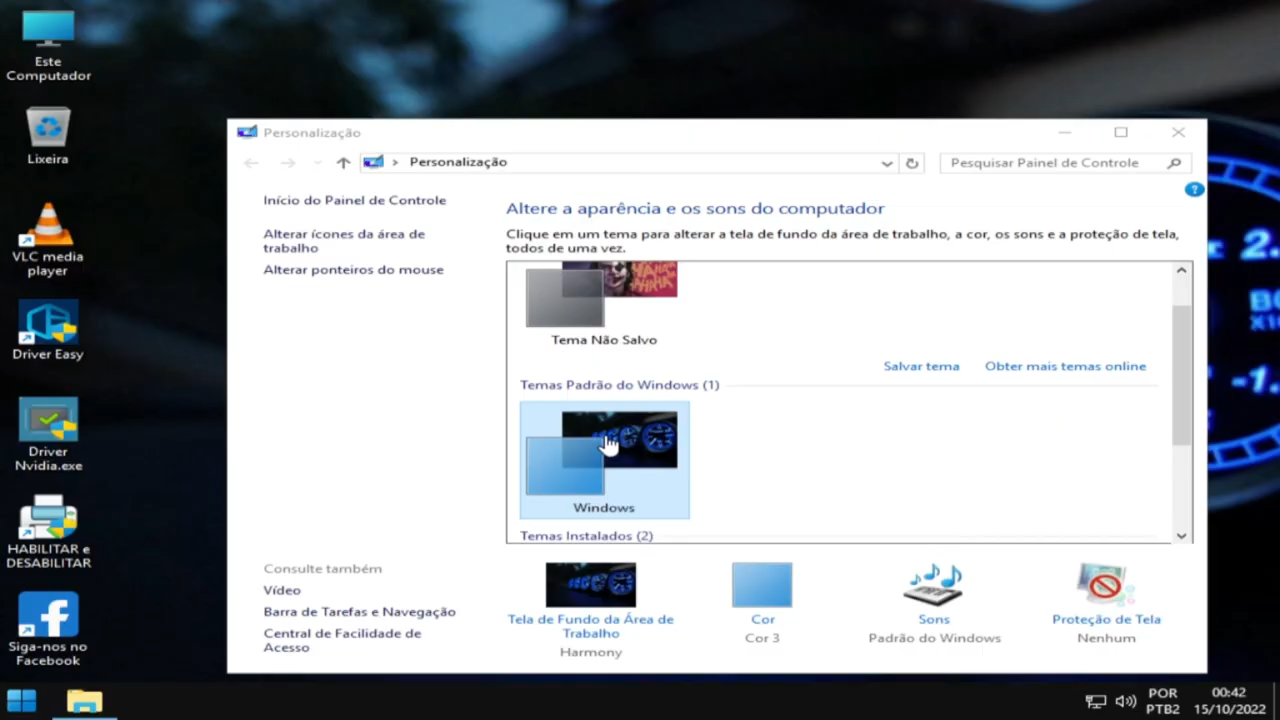 Este
Computador
Lixeira
VLC media
player
Driver Easy
Driver
Nvidia.exe
HABILITAR e
DESABILITAR
Siga-nos no
Facebook
Personalização
Personalização
Pesquisar Painel de Controle
Início do Painel de Controle
Alterar ícones da área de
trabalho
Alterar ponteiros do mouse
Consulte também
Vídeo
Barra de Tarefas e Navegação
Central de Facilidade de
Acesso
Altere a aparência e os sons do computador
Clique em um tema para alterar a tela de fundo da área de trabalho, a cor, os sons e a proteção de tela,
todos de uma vez.
Tema Não Salvo
Salvar tema
Obter mais temas online
Temas Padrão do Windows (1)
Windows
Temas Instalados (2)
Tela de Fundo da Área de
Trabalho
Harmony
Cor
Cor 3
Sons
Padrão do Windows
Proteção de Tela
Nenhum
2.
-1.
POR
PTB2
00:42
15/10/2022